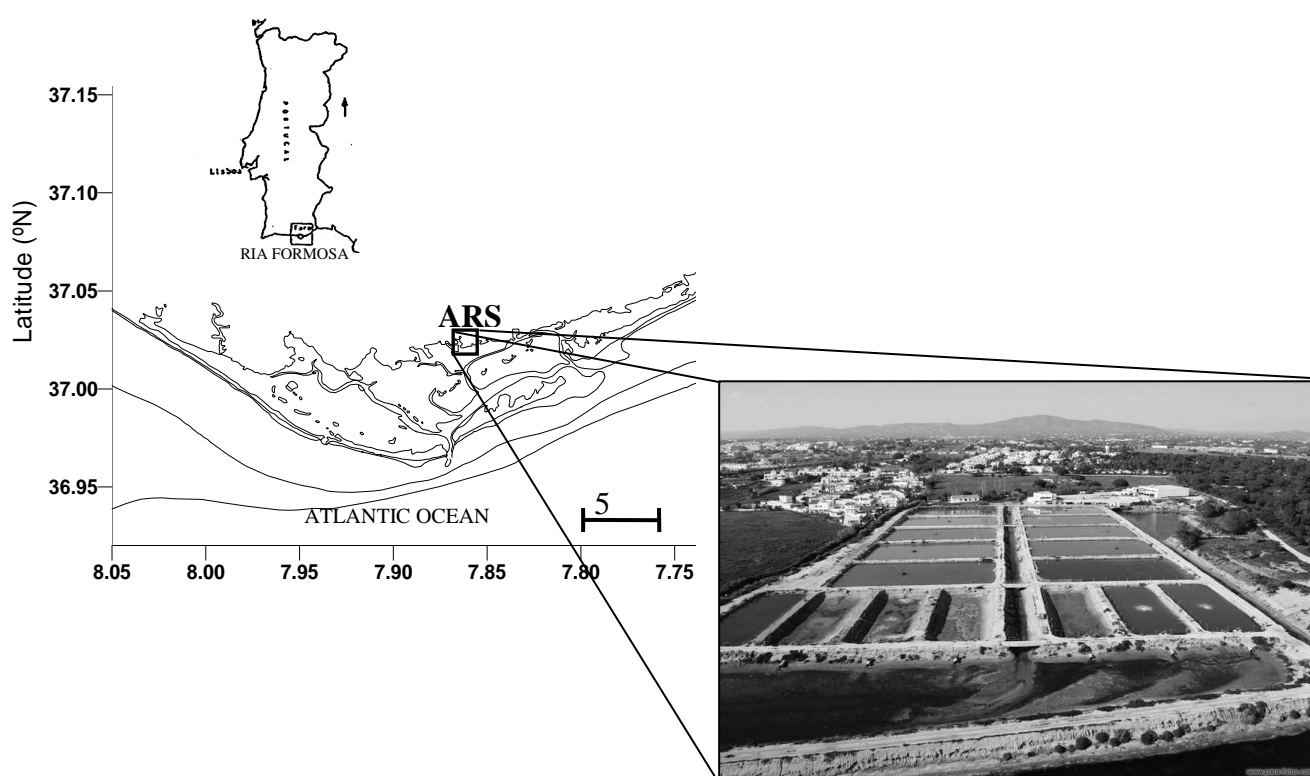 PORTUGAL
Lisboa
Faro
RIA FORMOSA
37.15
37.10
37.05
37.00
36.95
Latitude (ºN)
ARS
ATLANTIC OCEAN
5
8.05 8.00 7.95 7.90 7.85 7.80 7.75